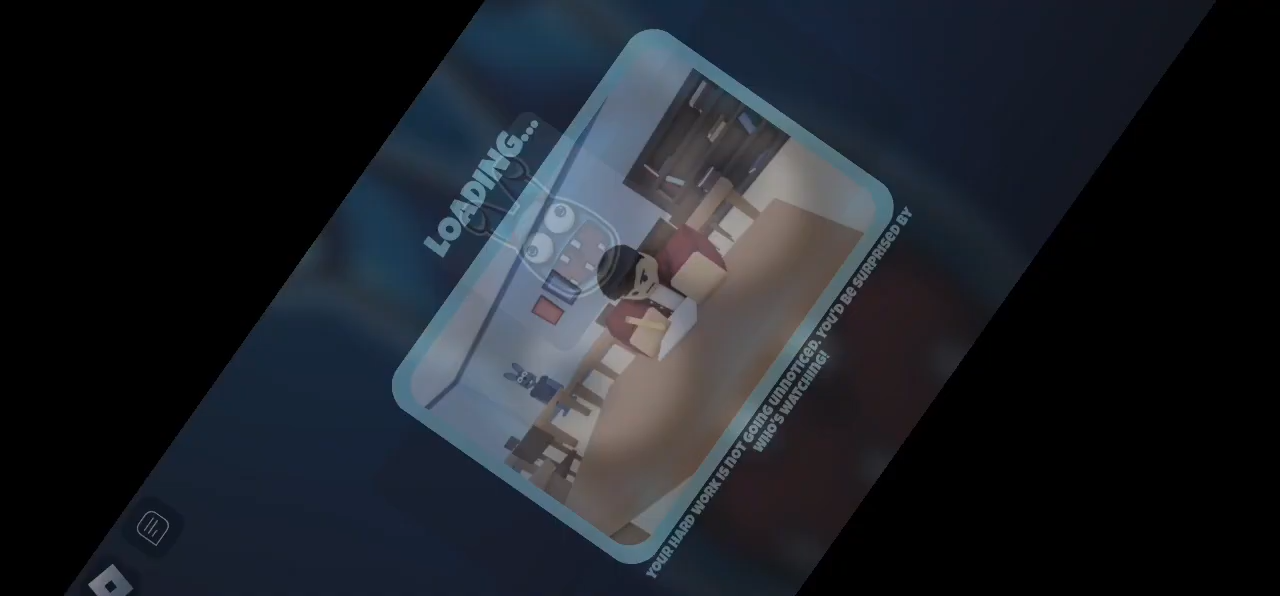 LOADING...
YOUR HARD WORK IS NOT GOING UNNOTICED. YOU'D BE SURPRISED BY
WHO'S WATCHING!